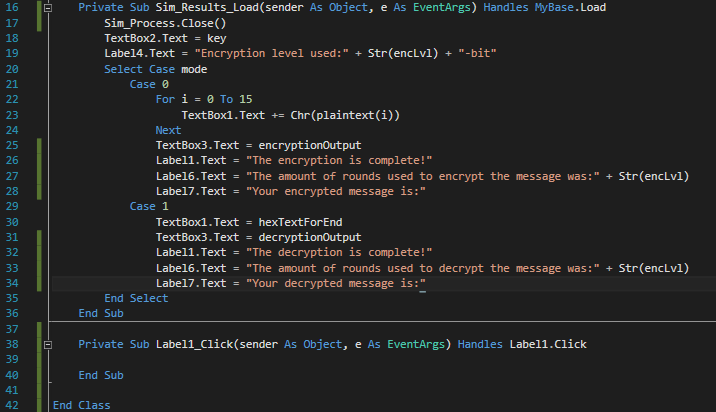 16 Private Sub Sim_Results_Load(sender As Object, e As EventArgs) Handles MyBase.Load
17 Sim_Process.Close()
18 TextBox2.Text = key
19 Label4.Text = "Encryption level used:" + Str(encLvl) + "-bit"
20 Select Case mode
21 Case 0
22 For i = 0 To 15
23 TextBox1.Text += Chr(plaintext(i))
24 Next
25 TextBox3.Text = encryptionOutput
26 Label1.Text = "The encryption is complete!"
27 Label6.Text = "The amount of rounds used to encrypt the message was:" + Str(encLvl)
28 Label7.Text = "Your encrypted message is:"
29 Case 1
30 TextBox1.Text = hexTextForEnd
31 TextBox3.Text = decryptionOutput
32 Label1.Text = "The decryption is complete!"
33 Label6.Text = "The amount of rounds used to decrypt the message was:" + Str(encLvl)
34 Label7.Text = "Your decrypted message is:"
35 End Select
36 End Sub
37
38 Private Sub Label1_Click(sender As Object, e As EventArgs) Handles Label1.Click
39
40 End Sub
41
42 End Class